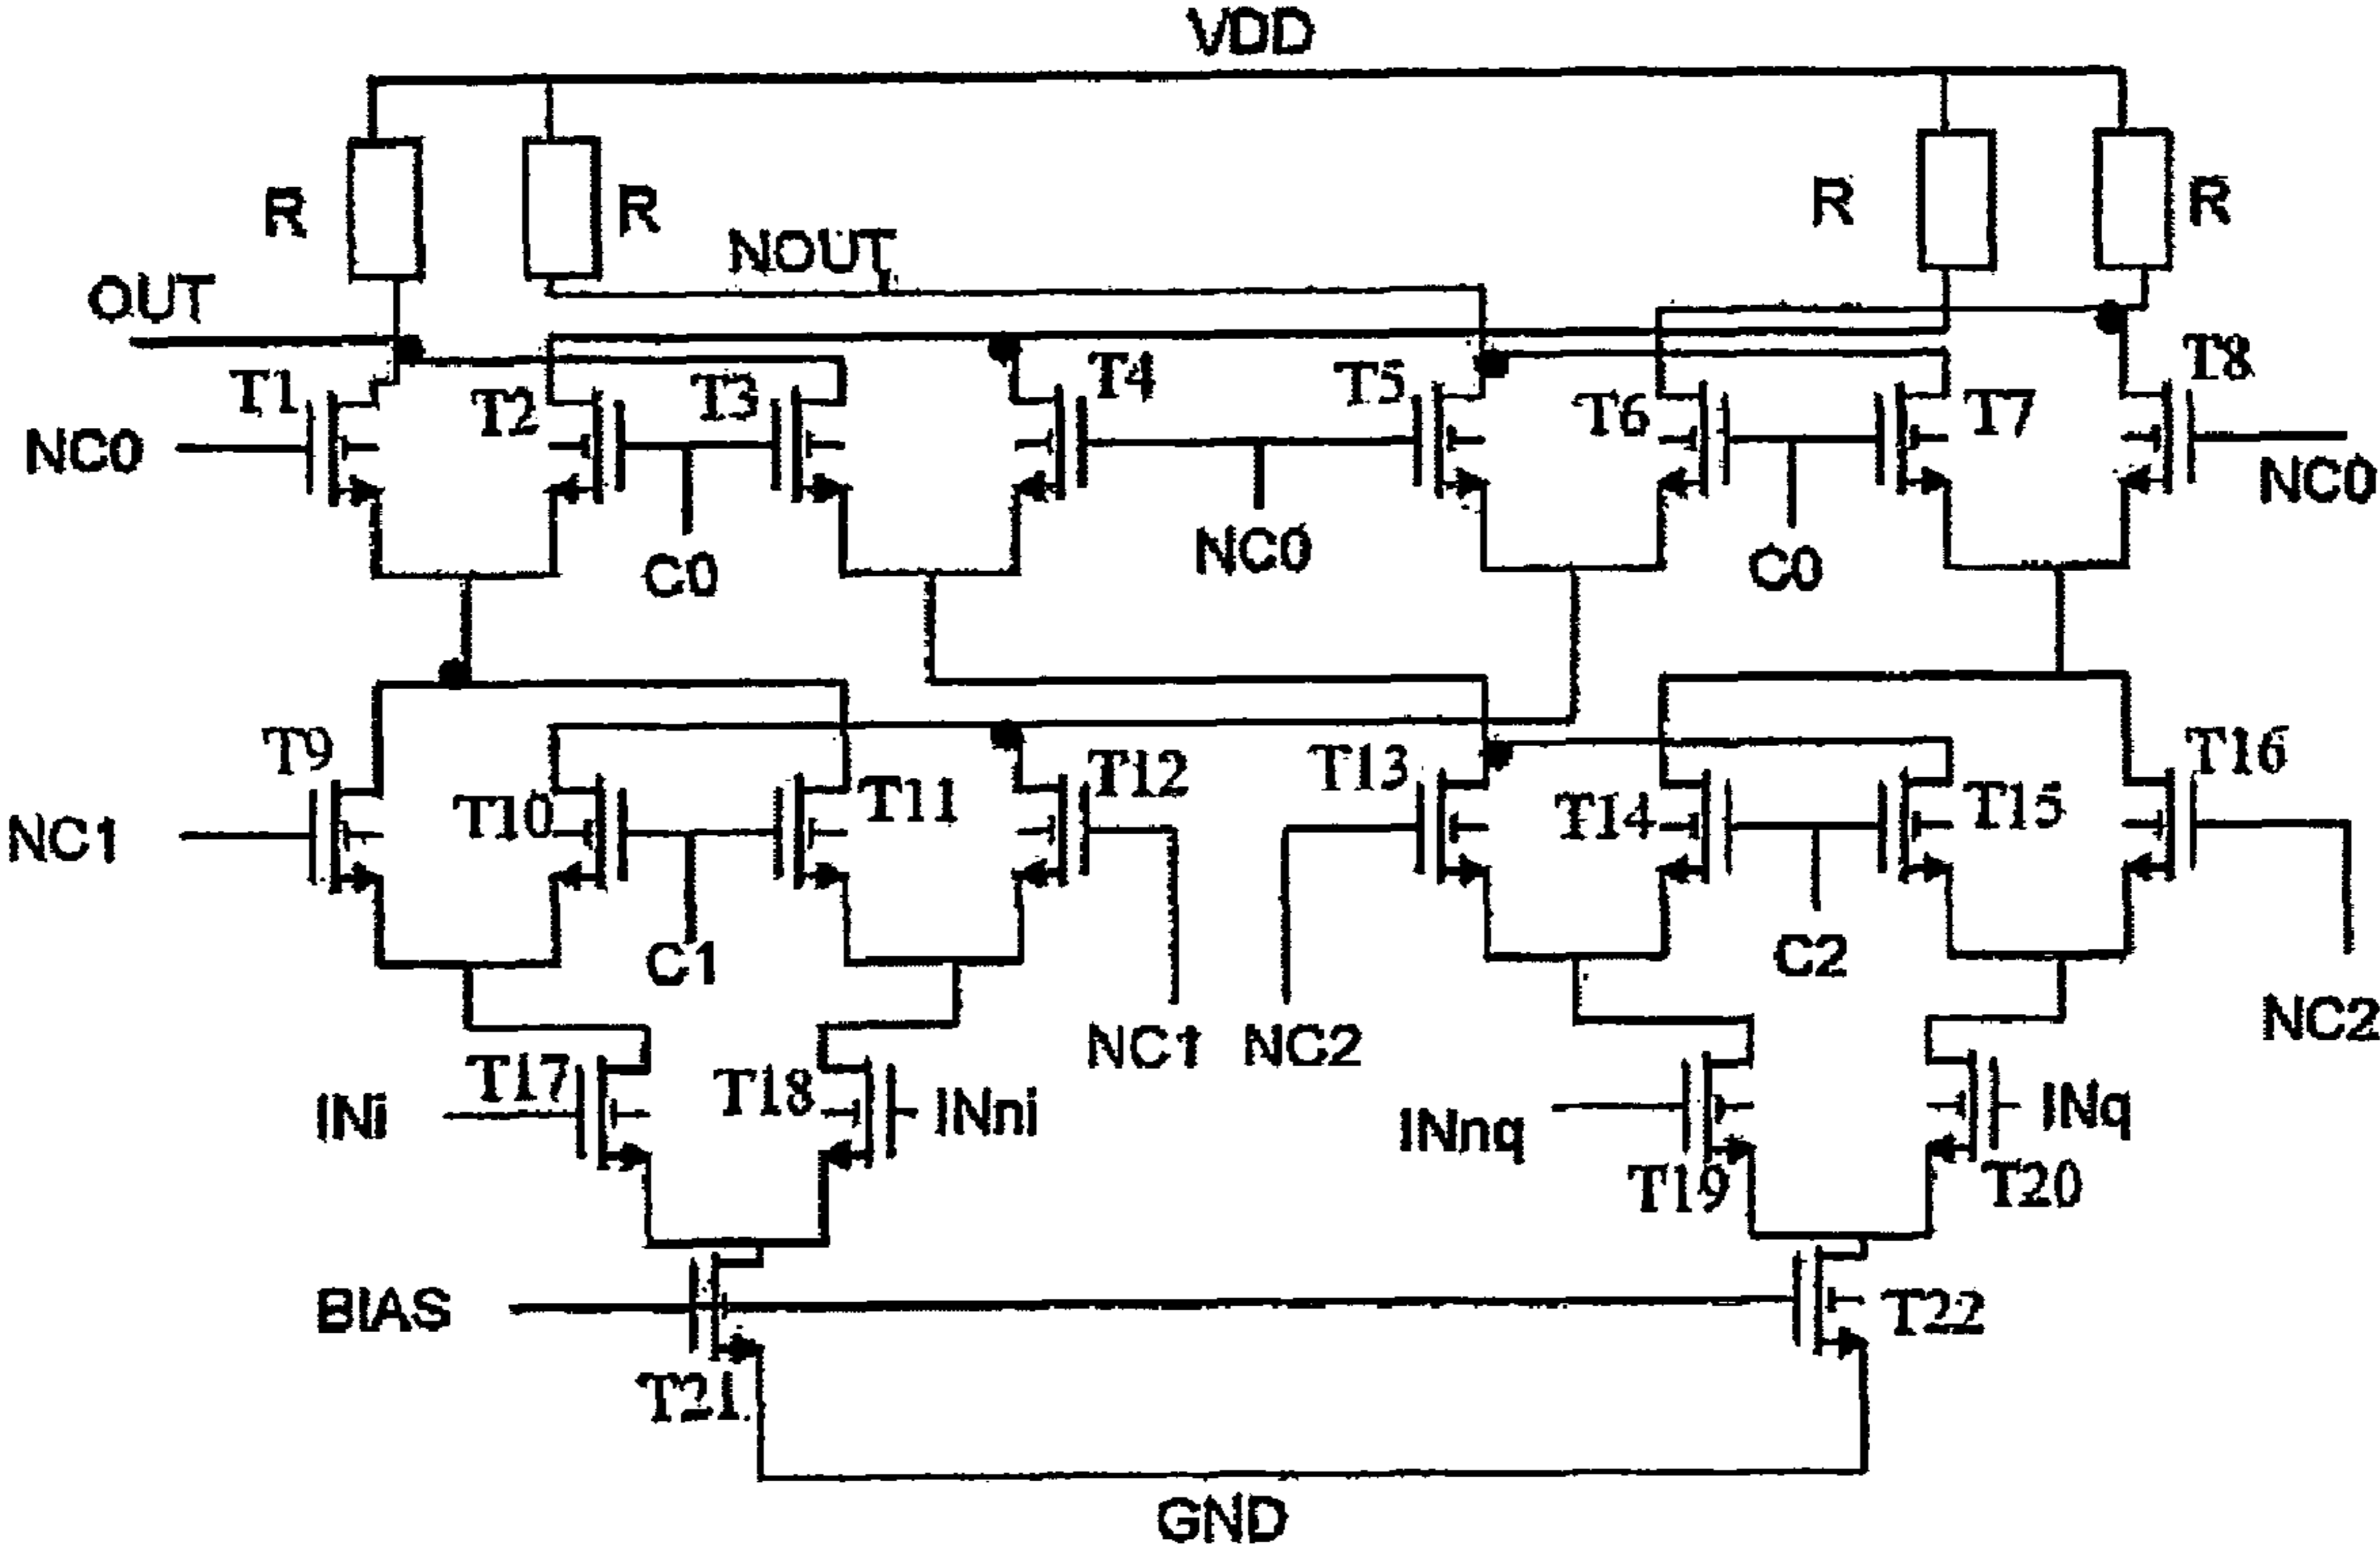 VDD
R R R R
NOUT
OUT
T1 T2 T3 T4 T5 T6 T7 T8
NC0 NC0
C0 NC0 C0
T9 T10 T11 T12 T13 T14 T15 T16
NC1
C1 C2
NC1 NC2 NC2
INi T17 T18 INni INnq INq
T19 T20
BIAS T22
T21
GND